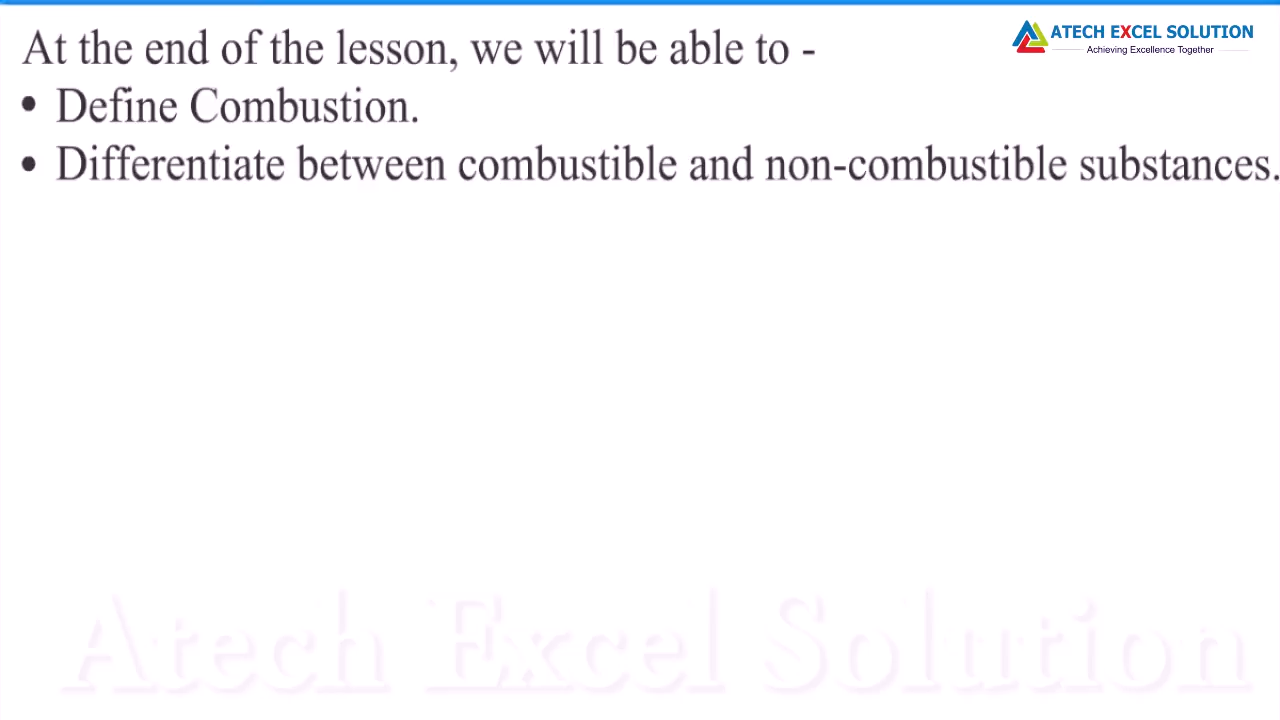 At the end of the lesson, we will be able to -
ATECH EXCEL SOLUTION
Achieving Excellence Together
• Define Combustion.
• Differentiate between combustible and non-combustible substances.
Atech Excel Solution